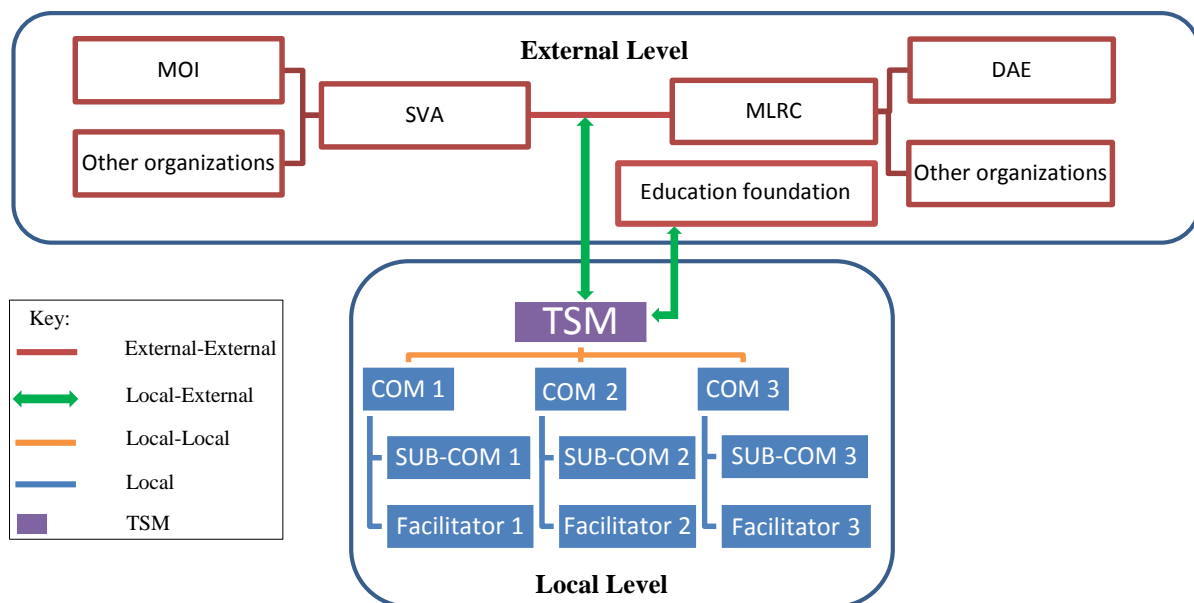 External Level
MOI
DAE
SVA
MLRC
Other organizations
Other organizations
Education foundation
TSM
Key:
External-External
Local-External
Local-Local
Local
TSM
COM 1
COM 2
COM 3
SUB-COM 1
SUB-COM 2
SUB-COM 3
Facilitator 1
Facilitator 2
Facilitator 3
Local Level